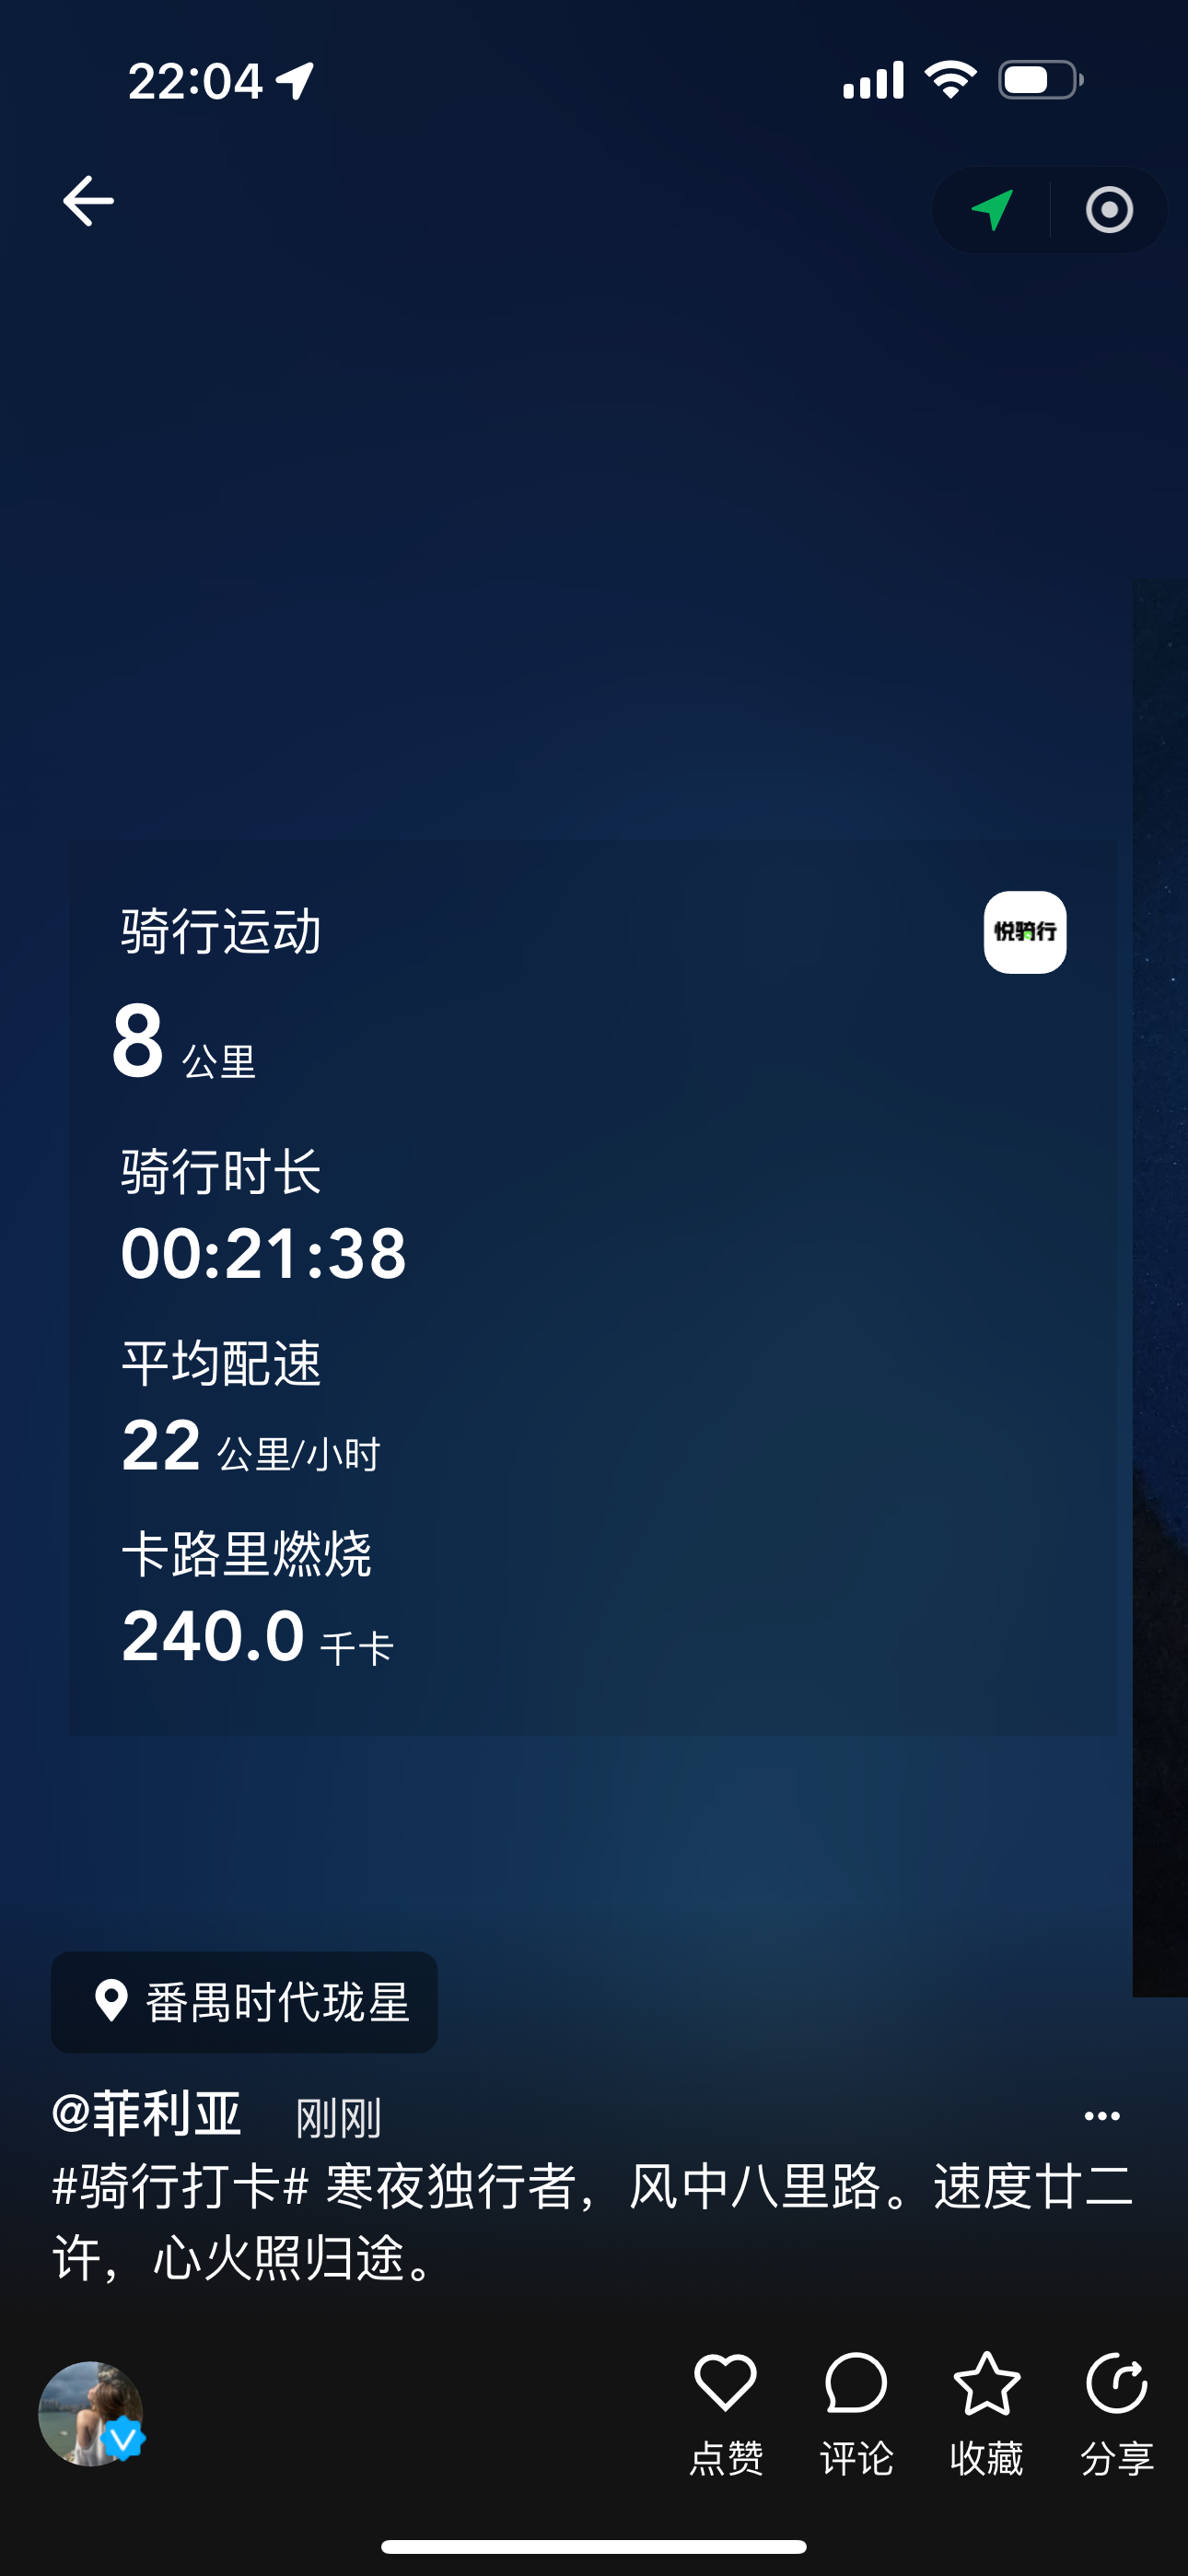 22:04
骑行运动
悦骑行
8 公里
骑行时长
00:21:38
平均配速
22 公里/小时
卡路里燃烧
240.0 千卡
番禺时代珑星
@菲利亚 刚刚
#骑行打卡# 寒夜独行者，风中八里路。速度廿二
许，心火照归途。
点赞 评论 收藏 分享